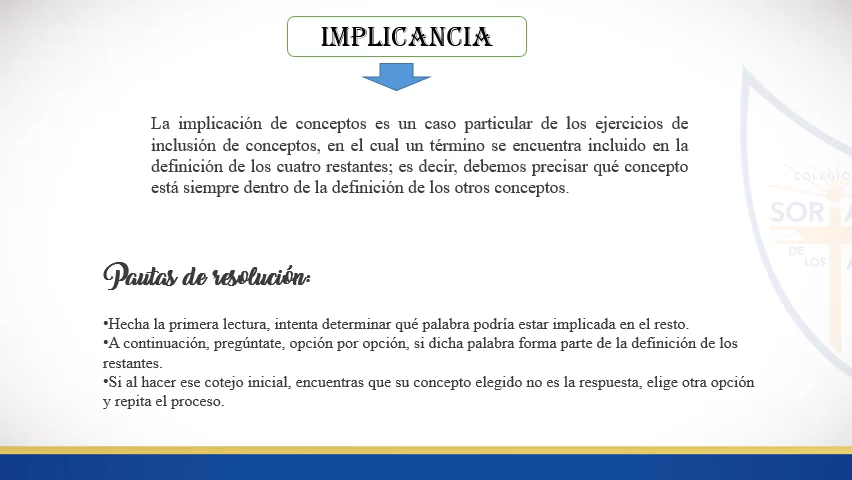 IMPLICANCIA
La implicación de conceptos es un caso particular de los ejercicios de
inclusión de conceptos, en el cual un término se encuentra incluido en la
definición de los cuatro restantes; es decir, debemos precisar qué concepto
está siempre dentro de la definición de los otros conceptos.
Pautas de resolución:
•Hecha la primera lectura, intenta determinar qué palabra podría estar implicada en el resto.
•A continuación, pregúntate, opción por opción, si dicha palabra forma parte de la definición de los
restantes.
•Si al hacer ese cotejo inicial, encuentras que su concepto elegido no es la respuesta, elige otra opción
y repita el proceso.
COLEGIO
DE
LOS